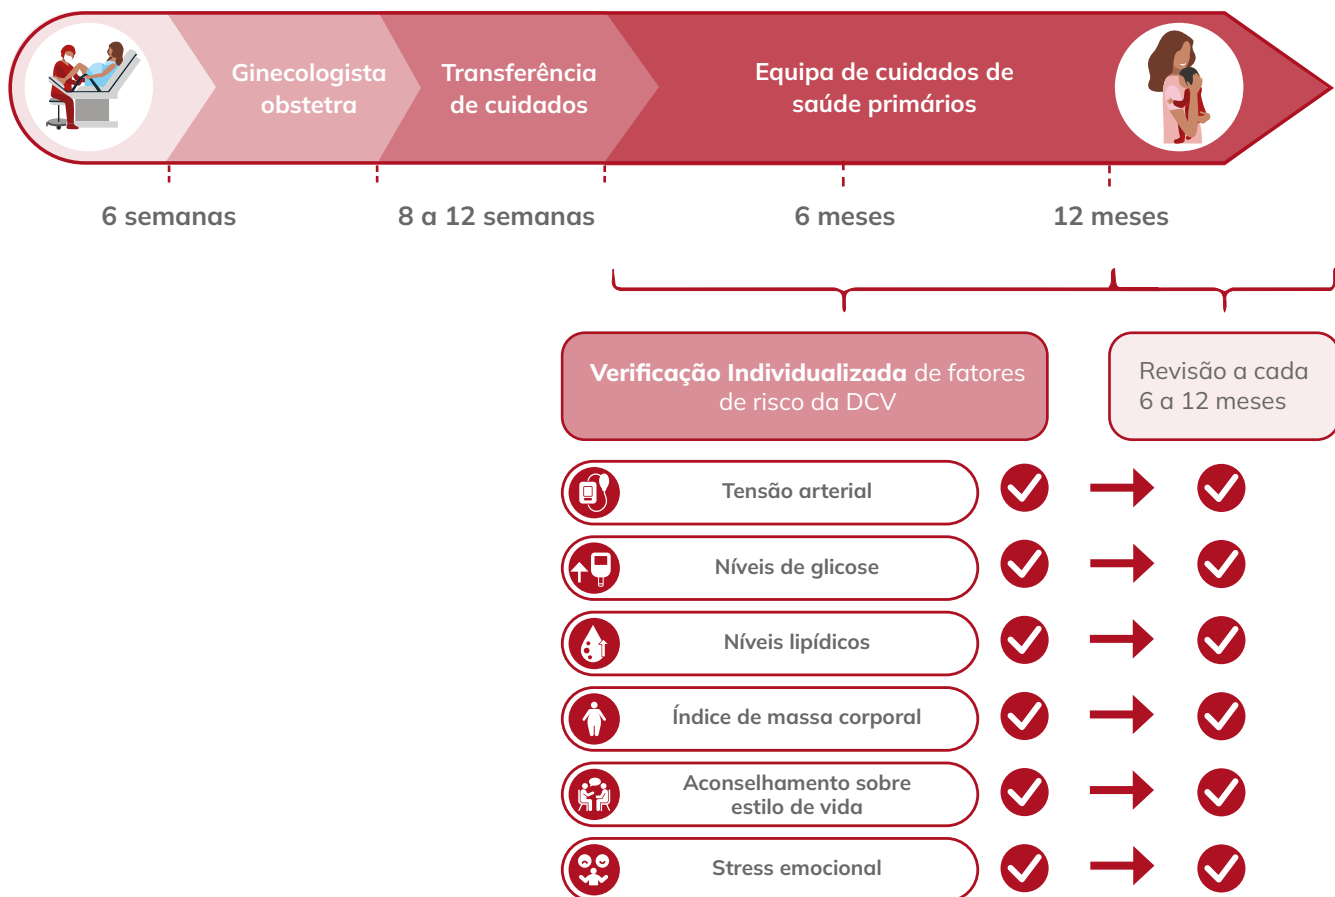 Ginecologista
obstetra
Transferência
de cuidados
Equipa de cuidados de
saúde primários
6 semanas
8 a 12 semanas
6 meses
12 meses
Verificação Individualizada de fatores
de risco da DCV
Revisão a cada
6 a 12 meses
Tensão arterial
Níveis de glicose
Níveis lipídicos
Índice de massa corporal
Aconselhamento sobre
estilo de vida
Stress emocional